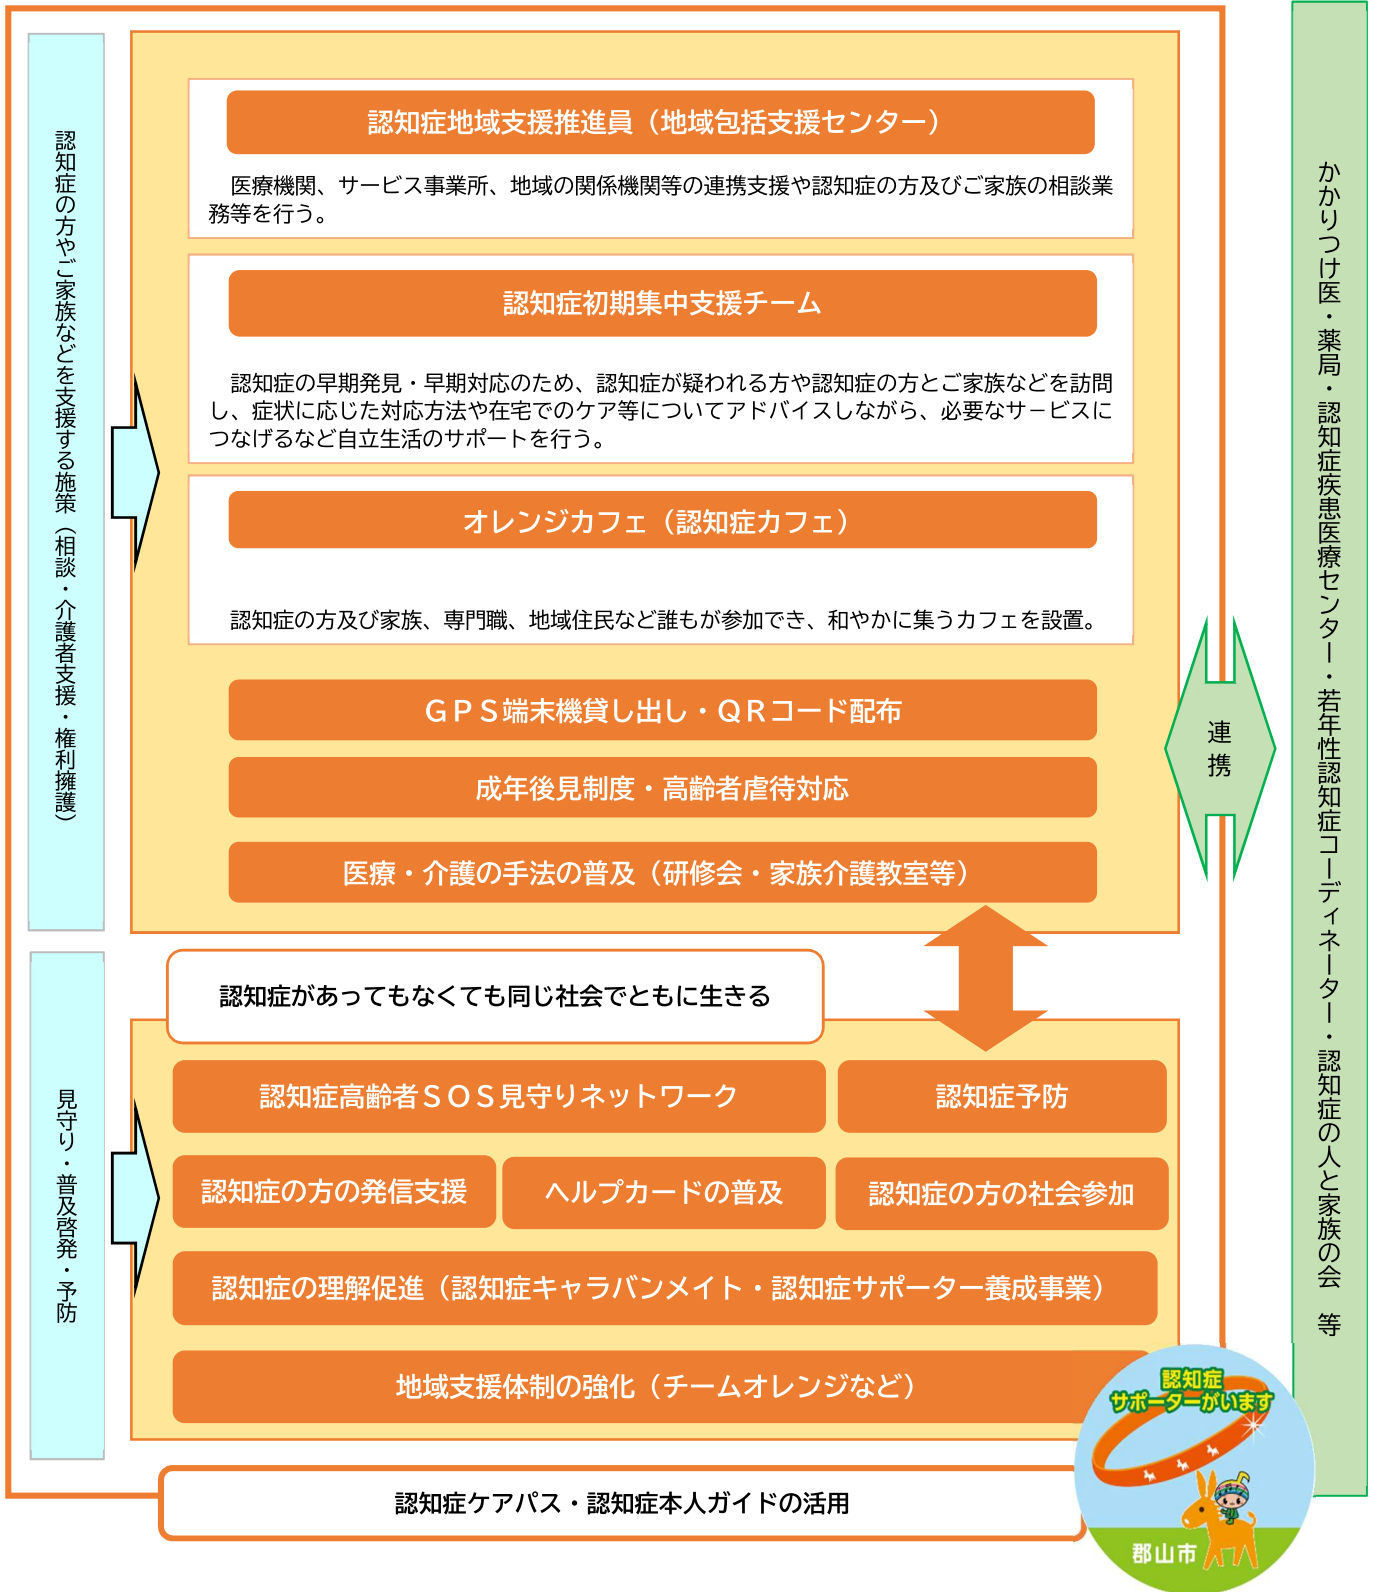 認知症の方やご家族などを支援する施策（相談・介護者支援・権利擁護）
認知症地域支援推進員（地域包括支援センター）
医療機関、サービス事業所、地域の関係機関等の連携支援や認知症の方及びご家族の相談業
務等を行う。
認知症初期集中支援チーム
認知症の早期発見・早期対応のため、認知症が疑われる方や認知症の方とご家族などを訪問
し、症状に応じた対応方法や在宅でのケア等についてアドバイスしながら、必要なサービスに
つなげるなど自立生活のサポートを行う。
オレンジカフェ（認知症カフェ）
認知症の方及び家族、専門職、地域住民など誰もが参加でき、和やかに集うカフェを設置。
ＧＰＳ端末機貸し出し・ＱＲコード配布
成年後見制度・高齢者虐待対応
医療・介護の手法の普及（研修会・家族介護教室等）
連
携
かかりつけ医・薬局・認知症疾患医療センター・若年性認知症コーディネーター・認知症の人と家族の会　等
認知症があってもなくても同じ社会でともに生きる
見守り・普及啓発・予防
認知症高齢者ＳＯＳ見守りネットワーク
認知症予防
認知症の方の発信支援
ヘルプカードの普及
認知症の方の社会参加
認知症の理解促進（認知症キャラバンメイト・認知症サポーター養成事業）
地域支援体制の強化（チームオレンジなど）
認知症ケアパス・認知症本人ガイドの活用
認知症
サポーターがいます
郡山市